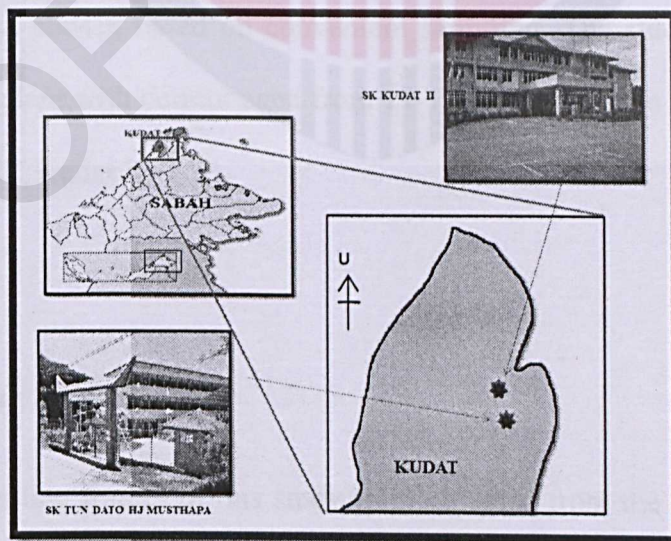 SK KUDAT II
KUDAT
SABAH
U
KUDAT
SK TUN DATO HJ MUSTHAPA